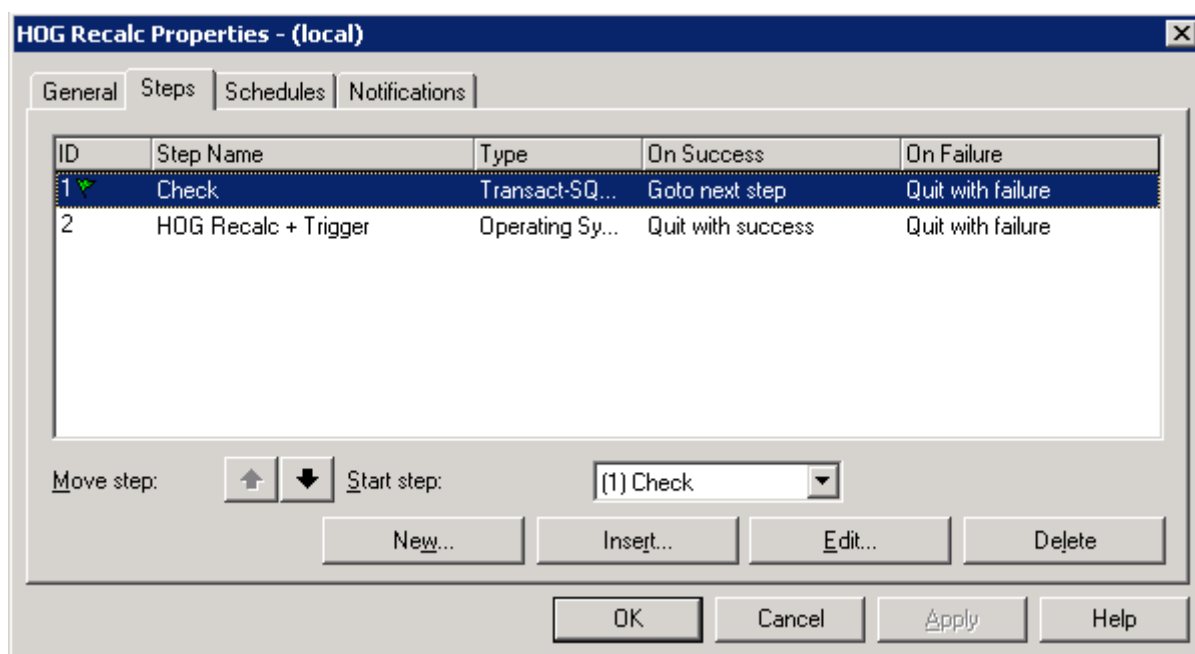 HOG Recalc Properties - (local)
General Steps Schedules Notifications
ID Step Name Type On Success On Failure
1 Check Transact-SQ... Goto next step Quit with failure
2 HOG Recalc + Trigger Operating Sy... Quit with success Quit with failure
Move step: Start step: (1) Check
New... Insert... Edit... Delete
OK Cancel Apply Help